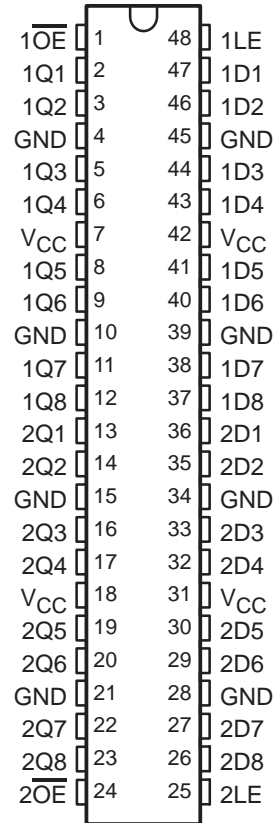 1O̅E̅ 1 48 1LE
1Q1 2 47 1D1
1Q2 3 46 1D2
GND 4 45 GND
1Q3 5 44 1D3
1Q4 6 43 1D4
VCC 7 42 VCC
1Q5 8 41 1D5
1Q6 9 40 1D6
GND 10 39 GND
1Q7 11 38 1D7
1Q8 12 37 1D8
2Q1 13 36 2D1
2Q2 14 35 2D2
GND 15 34 GND
2Q3 16 33 2D3
2Q4 17 32 2D4
VCC 18 31 VCC
2Q5 19 30 2D5
2Q6 20 29 2D6
GND 21 28 GND
2Q7 22 27 2D7
2Q8 23 26 2D8
2O̅E̅ 24 25 2LE